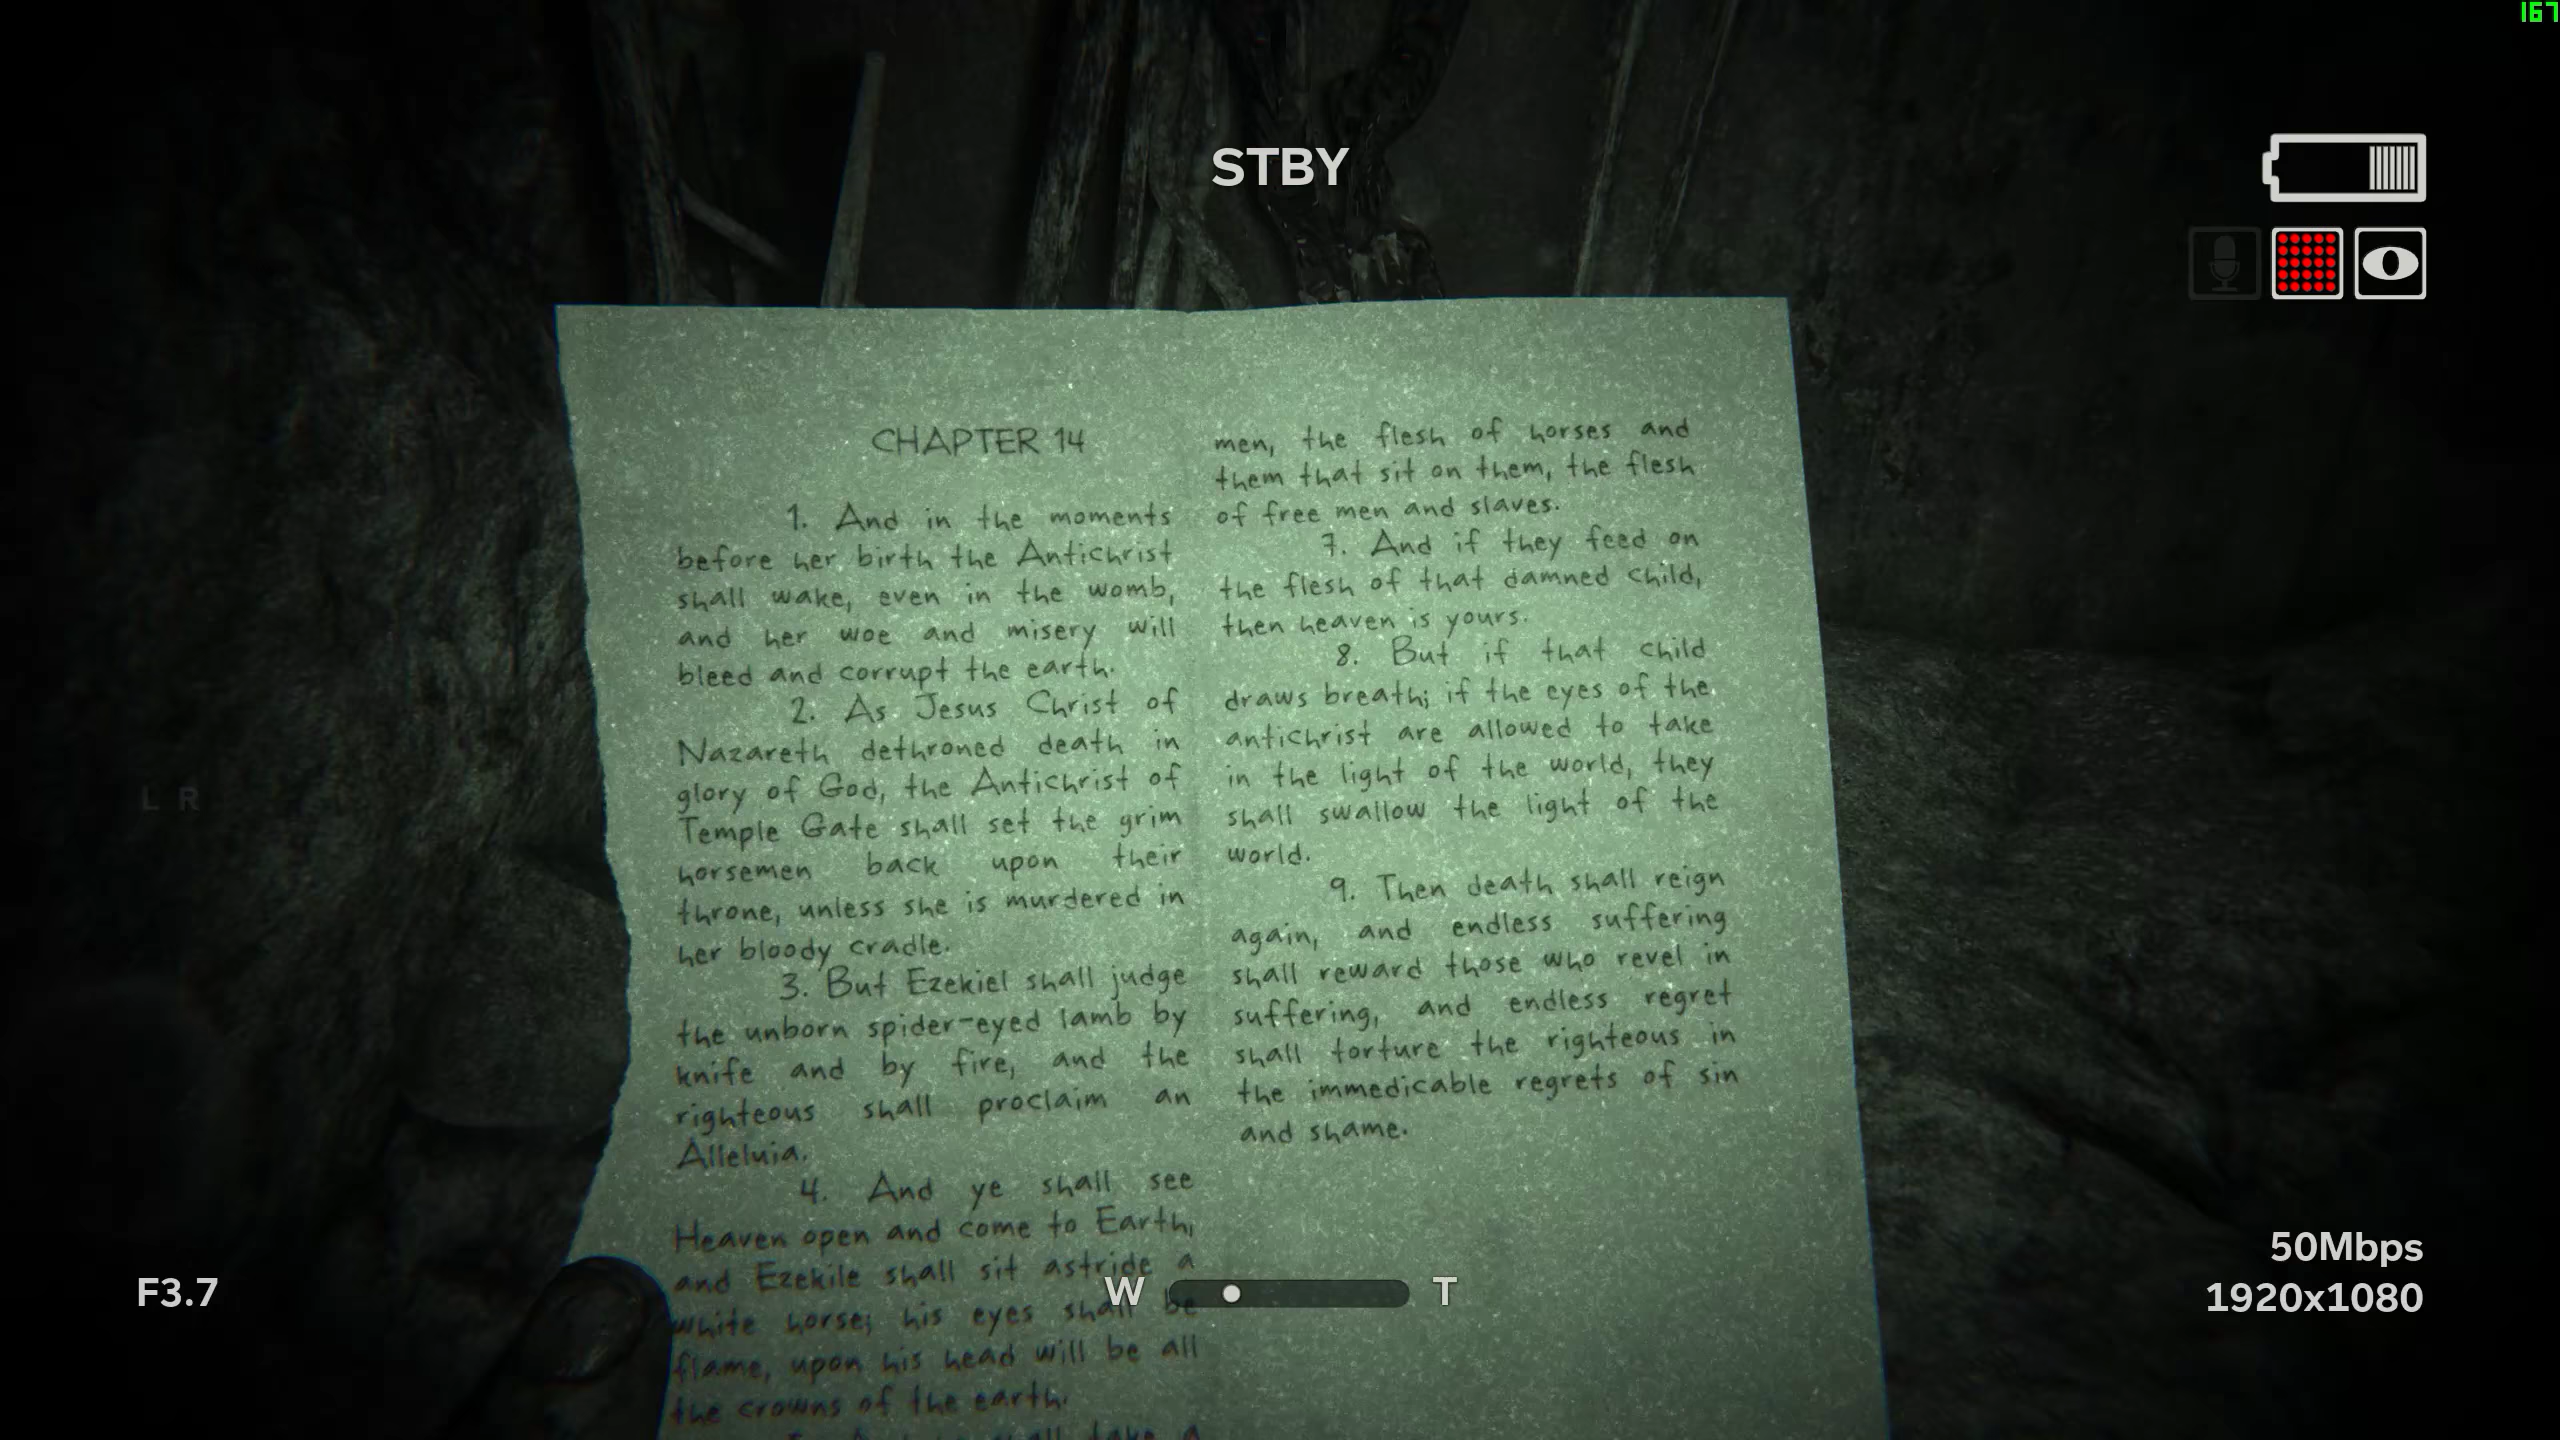 167
STBY
CHAPTER 14
1. And in the moments
before her birth the Antichrist
shall wake, even in the womb,
and her woe and misery will
bleed and corrupt the earth.
2. As Jesus Christ of
Nazareth dethroned death in
glory of God, the Antichrist of
Temple Gate shall set the grim
horsemen back upon their
throne, unless she is murdered in
her bloody cradle.
3. But Ezekiel shall judge
the unborn spider-eyed lamb by
knife and by fire, and the
righteous shall proclaim an
Alleluia.
4. And ye shall see
Heaven open and come to Earth,
and Ezekile shall sit astride a
white horse; his eyes shall be
flame, upon his head will be all
the crowns of the earth.
shall take a
men, the flesh of horses and
them that sit on them, the flesh
of free men and slaves.
7. And if they feed on
the flesh of that damned child,
then heaven is yours.
8. But if that child
draws breath; if the eyes of the
antichrist are allowed to take
in the light of the world, they
shall swallow the light of the
world.
9. Then death shall reign
again, and endless suffering
shall reward those who revel in
suffering, and endless regret
shall torture the righteous in
the immedicable regrets of sin
and shame.
L R
F3.7
W T
50Mbps
1920x1080